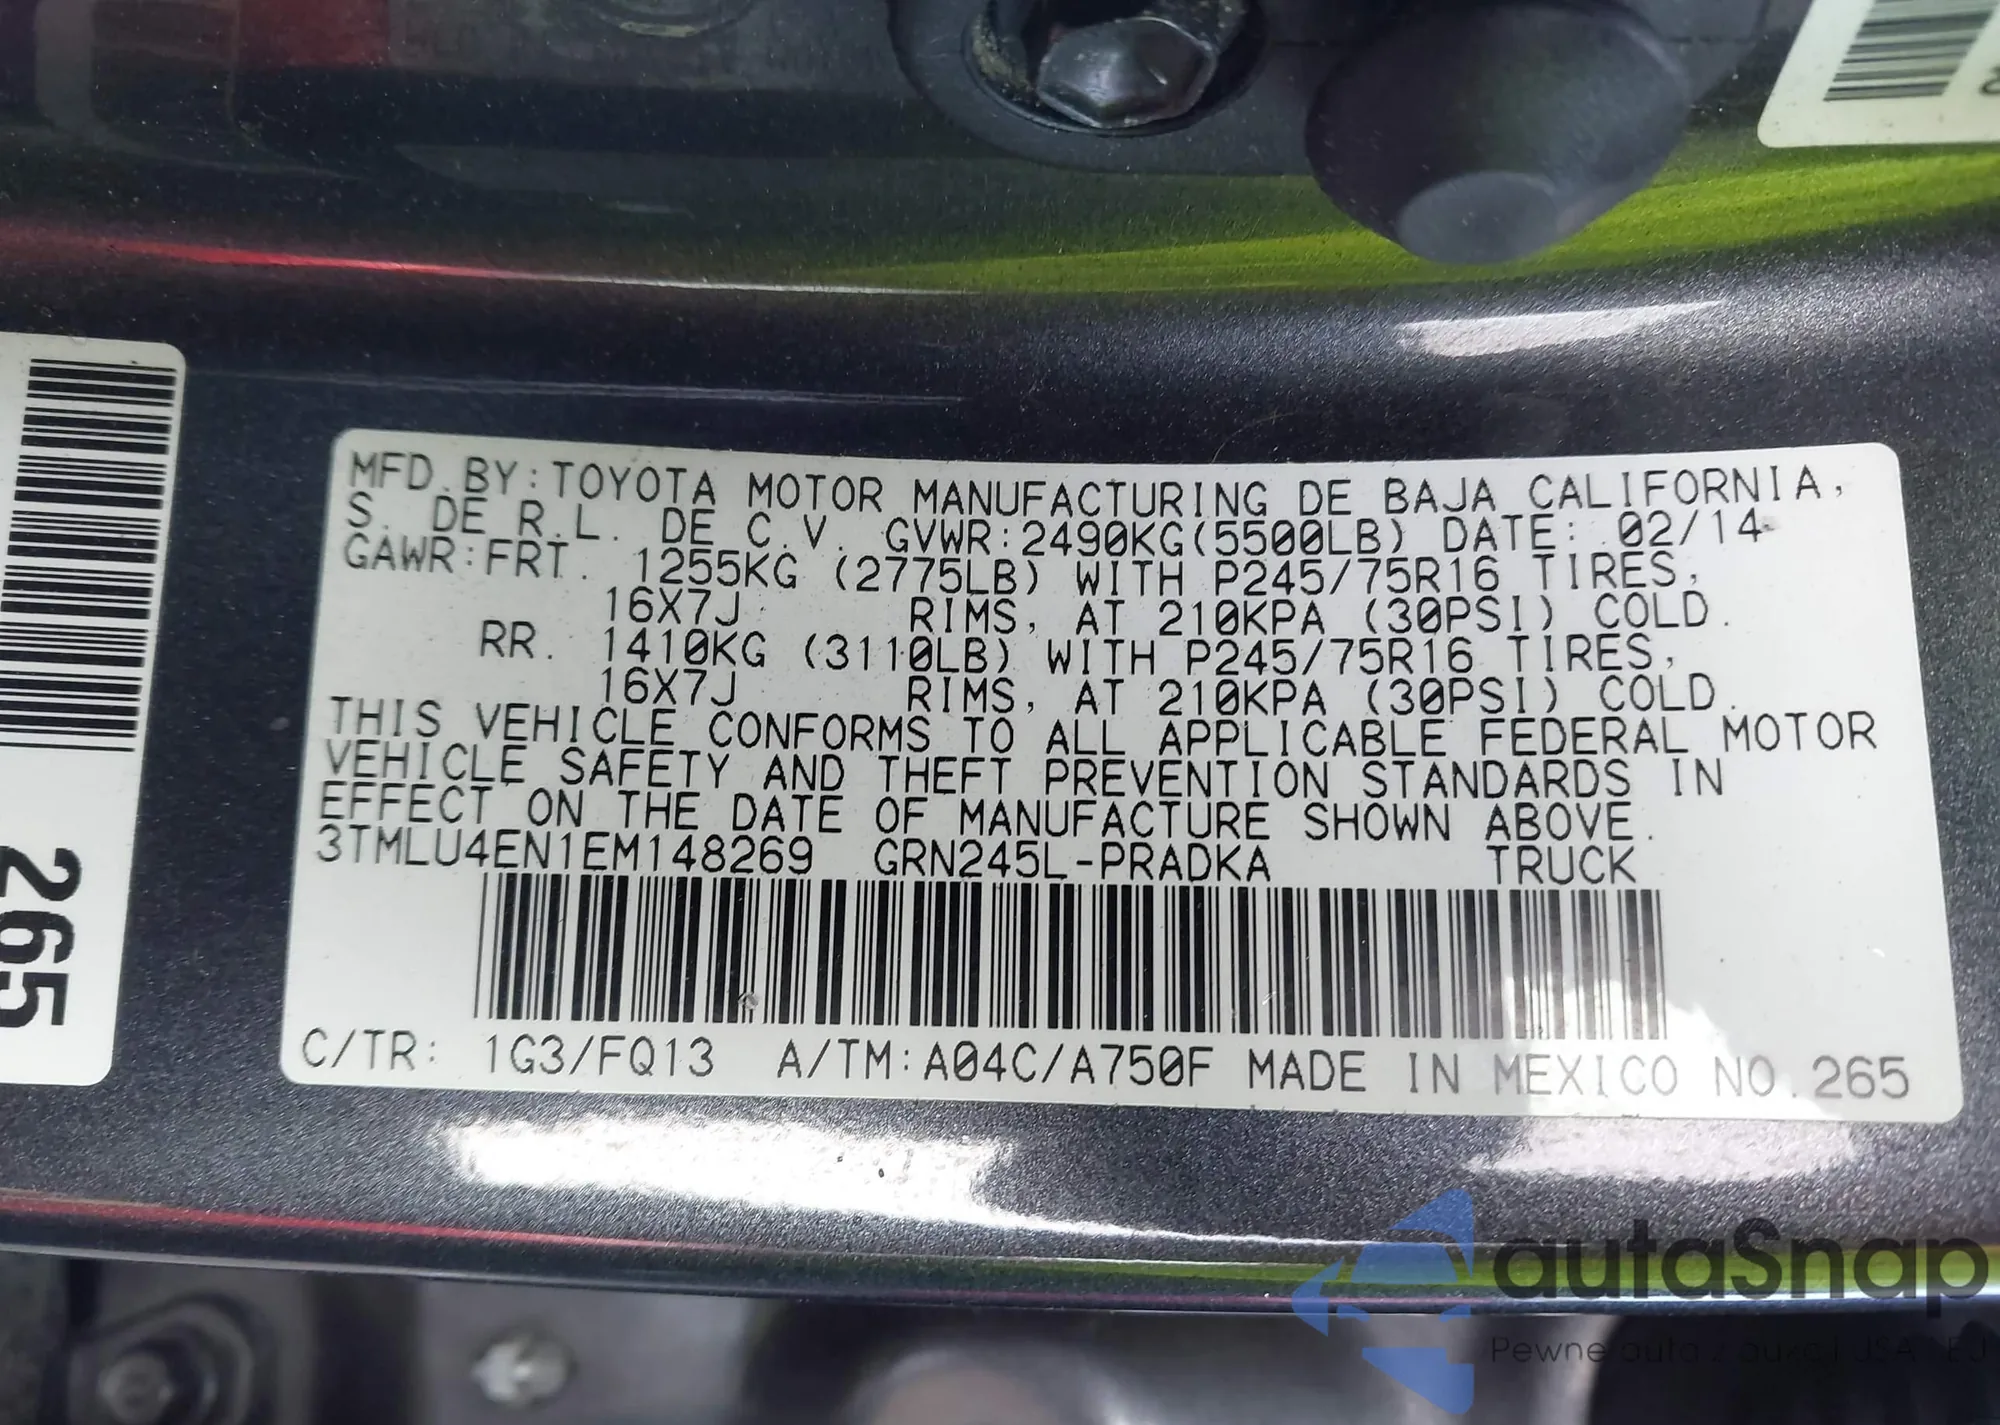 MFD.BY:TOYOTA MOTOR MANUFACTURING DE BAJA CALIFORNIA,
S. DE R.L. DE C.V. GVWR:2490KG(5500LB) DATE: 02/14
GAWR:FRT. 1255KG (2775LB) WITH P245/75R16 TIRES,
16X7J RIMS, AT 210KPA (30PSI) COLD.
RR. 1410KG (3110LB) WITH P245/75R16 TIRES,
16X7J RIMS, AT 210KPA (30PSI) COLD.
THIS VEHICLE CONFORMS TO ALL APPLICABLE FEDERAL MOTOR
VEHICLE SAFETY AND THEFT PREVENTION STANDARDS IN
EFFECT ON THE DATE OF MANUFACTURE SHOWN ABOVE.
3TMLU4EN1EM148269 GRN245L-PRADKA TRUCK
C/TR: 1G3/FQ13 A/TM:A04C/A750F MADE IN MEXICO NO.265
265
autaSnap
Pewne auta z aukcji USA